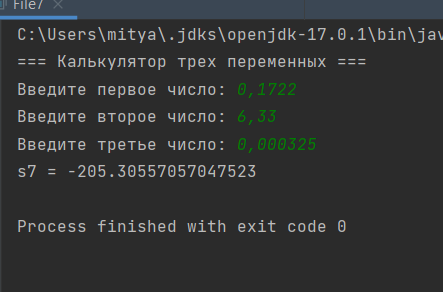 File7
C:\Users\mitya\.jdks\openjdk-17.0.1\bin\jav
=== Калькулятор трех переменных ===
Введите первое число: 0,1722
Введите второе число: 6,33
Введите третье число: 0,000325
s7 = -205.30557057047523
Process finished with exit code 0